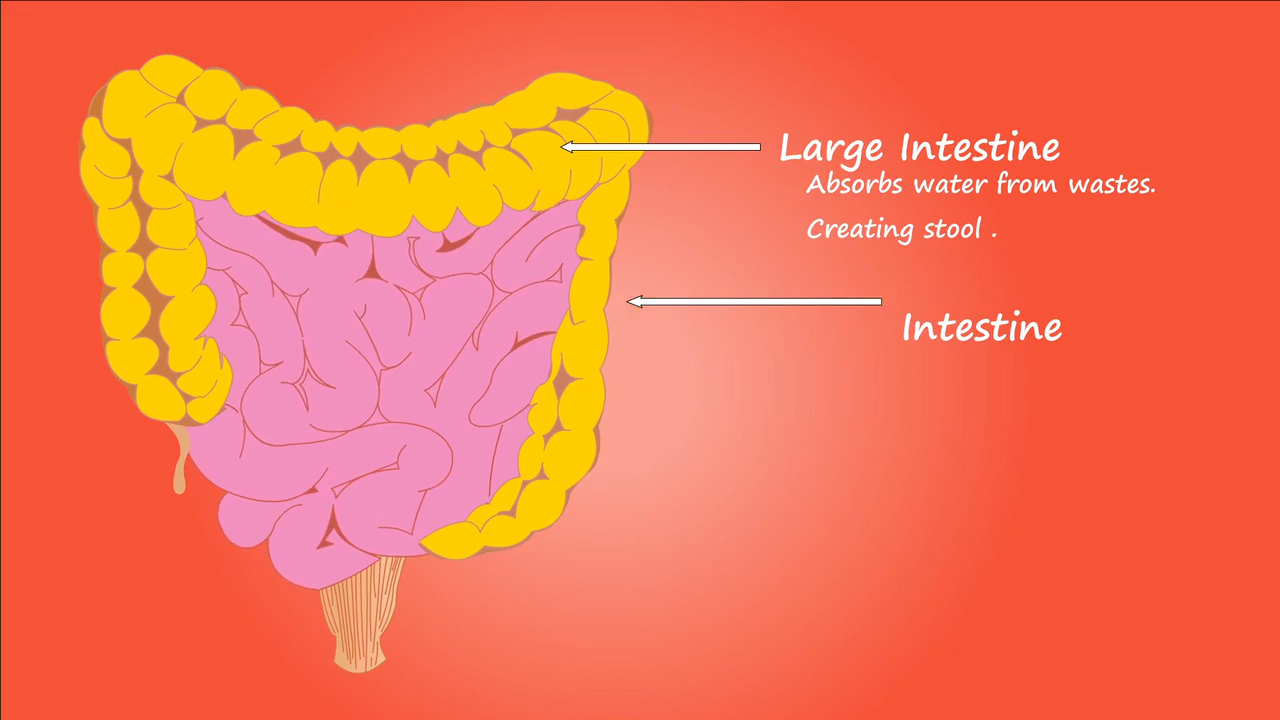 Large Intestine
Absorbs water from wastes.
Creating stool .
Intestine